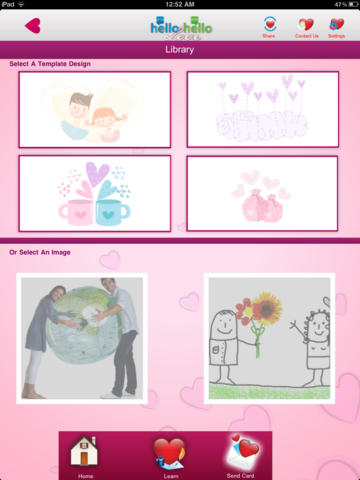 iPad 12:52 AM 47%
hello hello
Share Contact Us Settings
Library
Select A Template Design
Or Select An Image
Home Learn Send Card